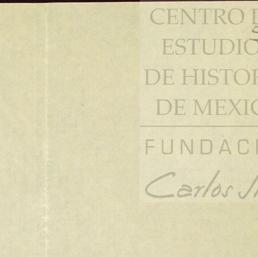 CENTRO
ESTUDIO
DE HISTOR
DE MEXIC
FUNDACI
Carlos